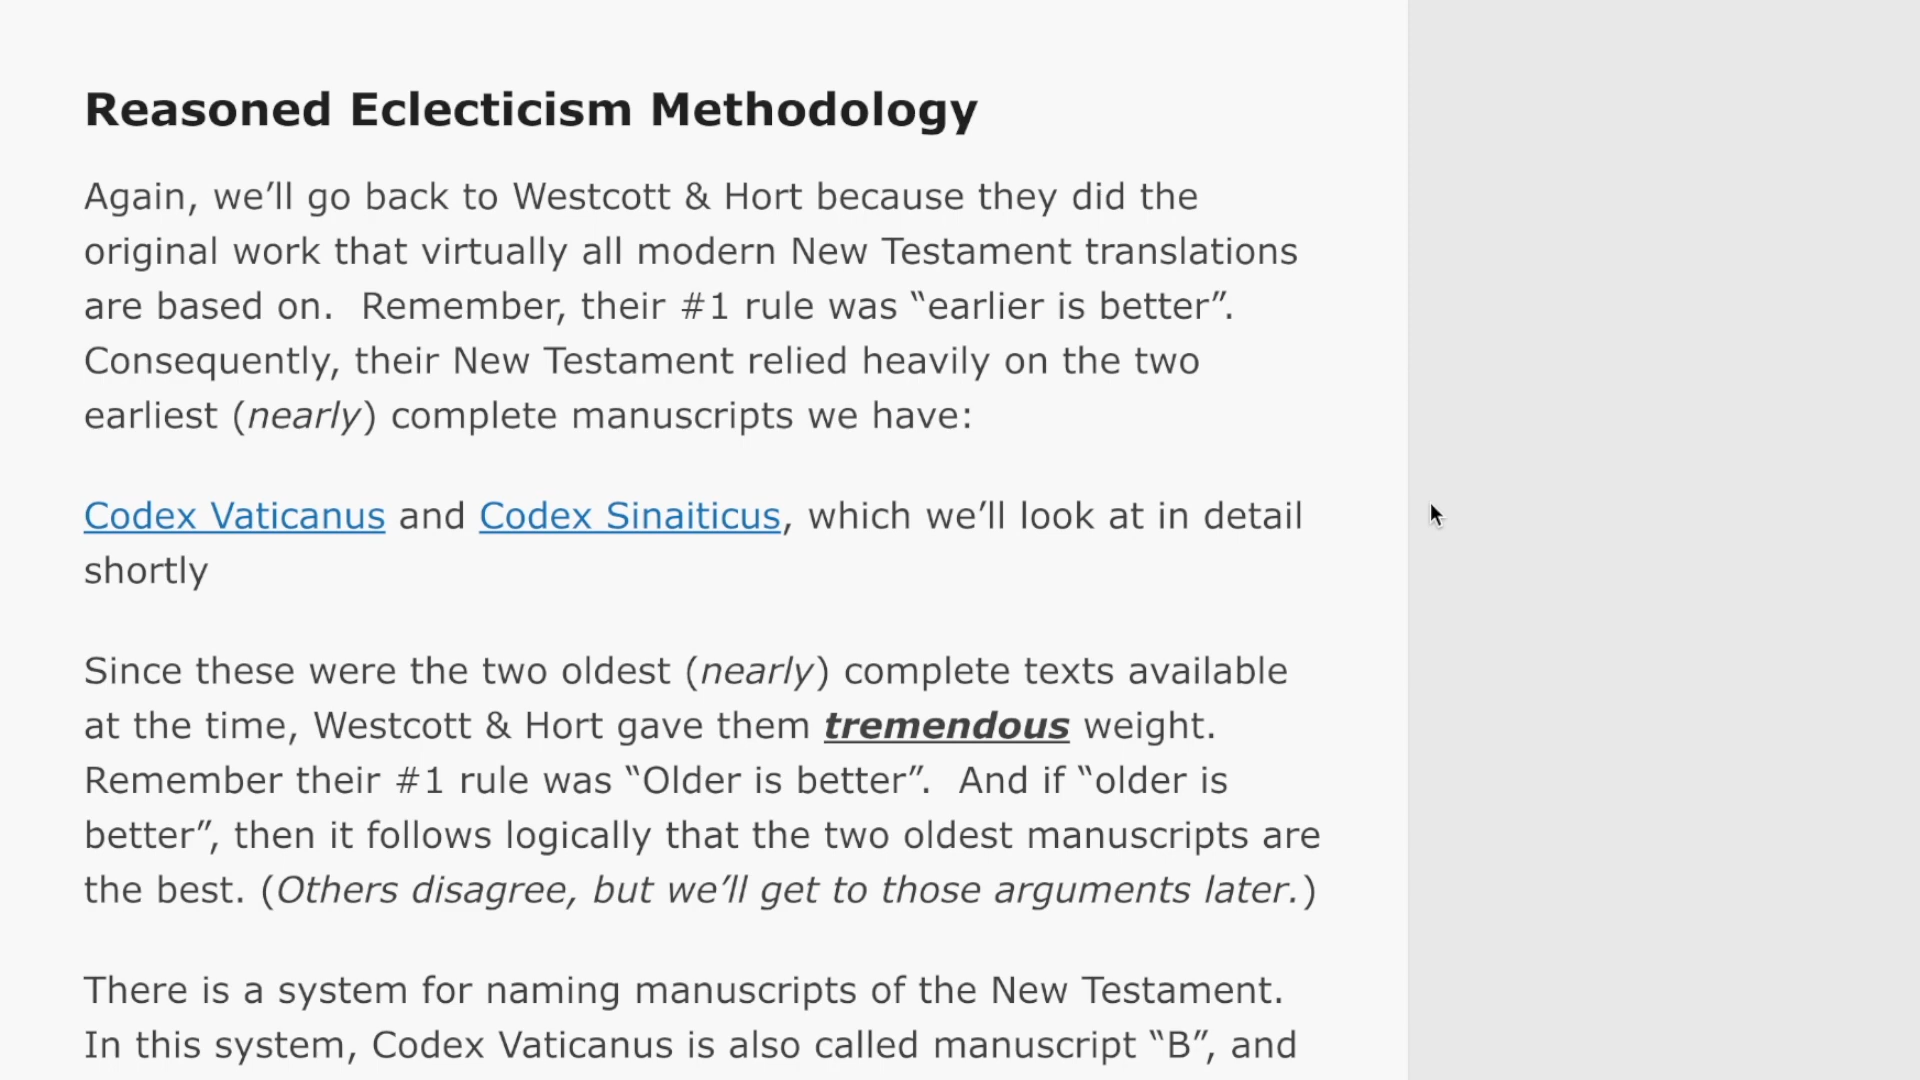 Reasoned Eclecticism Methodology
Again, we’ll go back to Westcott & Hort because they did the
original work that virtually all modern New Testament translations
are based on.  Remember, their #1 rule was “earlier is better”.
Consequently, their New Testament relied heavily on the two
earliest (nearly) complete manuscripts we have:
Codex Vaticanus and Codex Sinaiticus, which we’ll look at in detail
shortly
Since these were the two oldest (nearly) complete texts available
at the time, Westcott & Hort gave them tremendous weight.
Remember their #1 rule was “Older is better”.  And if “older is
better”, then it follows logically that the two oldest manuscripts are
the best. (Others disagree, but we’ll get to those arguments later.)
There is a system for naming manuscripts of the New Testament.
In this system, Codex Vaticanus is also called manuscript “B”, and